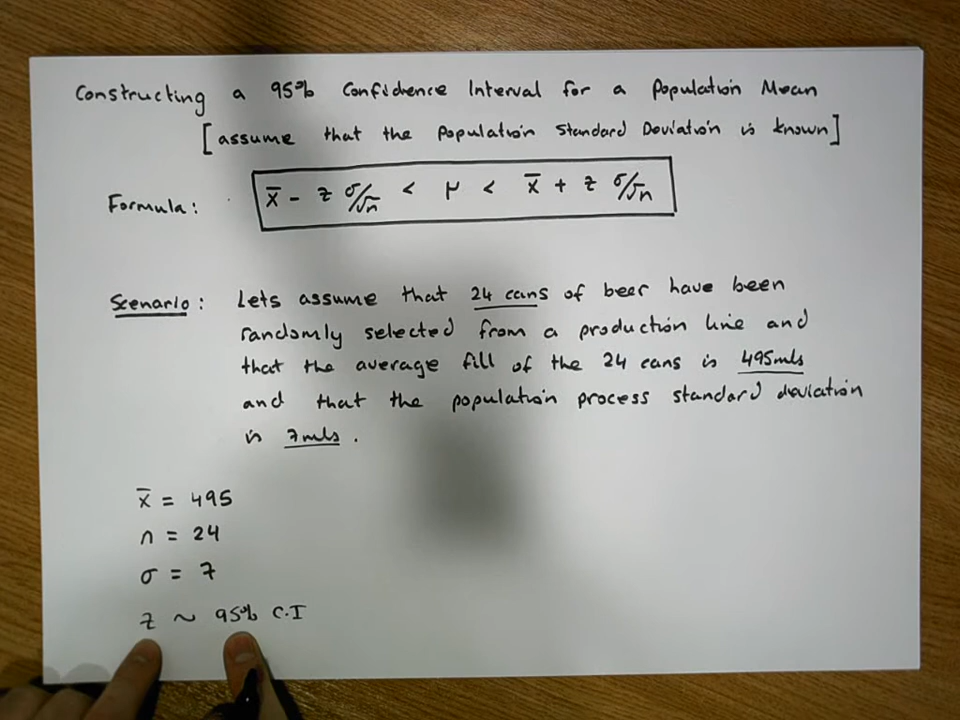 Constructing a 95% Confidence Interval for a Population Mean
[assume that the Population Standard Deviation is known]
Formula: x̄ - z σ/√n < μ < x̄ + z σ/√n
Scenario: Lets assume that 24 cans of beer have been
randomly selected from a production line and
that the average fill of the 24 cans is 495mls
and that the population process standard deviation
is 7mls.
x̄ = 495
n = 24
σ = 7
z ~ 95% C.I